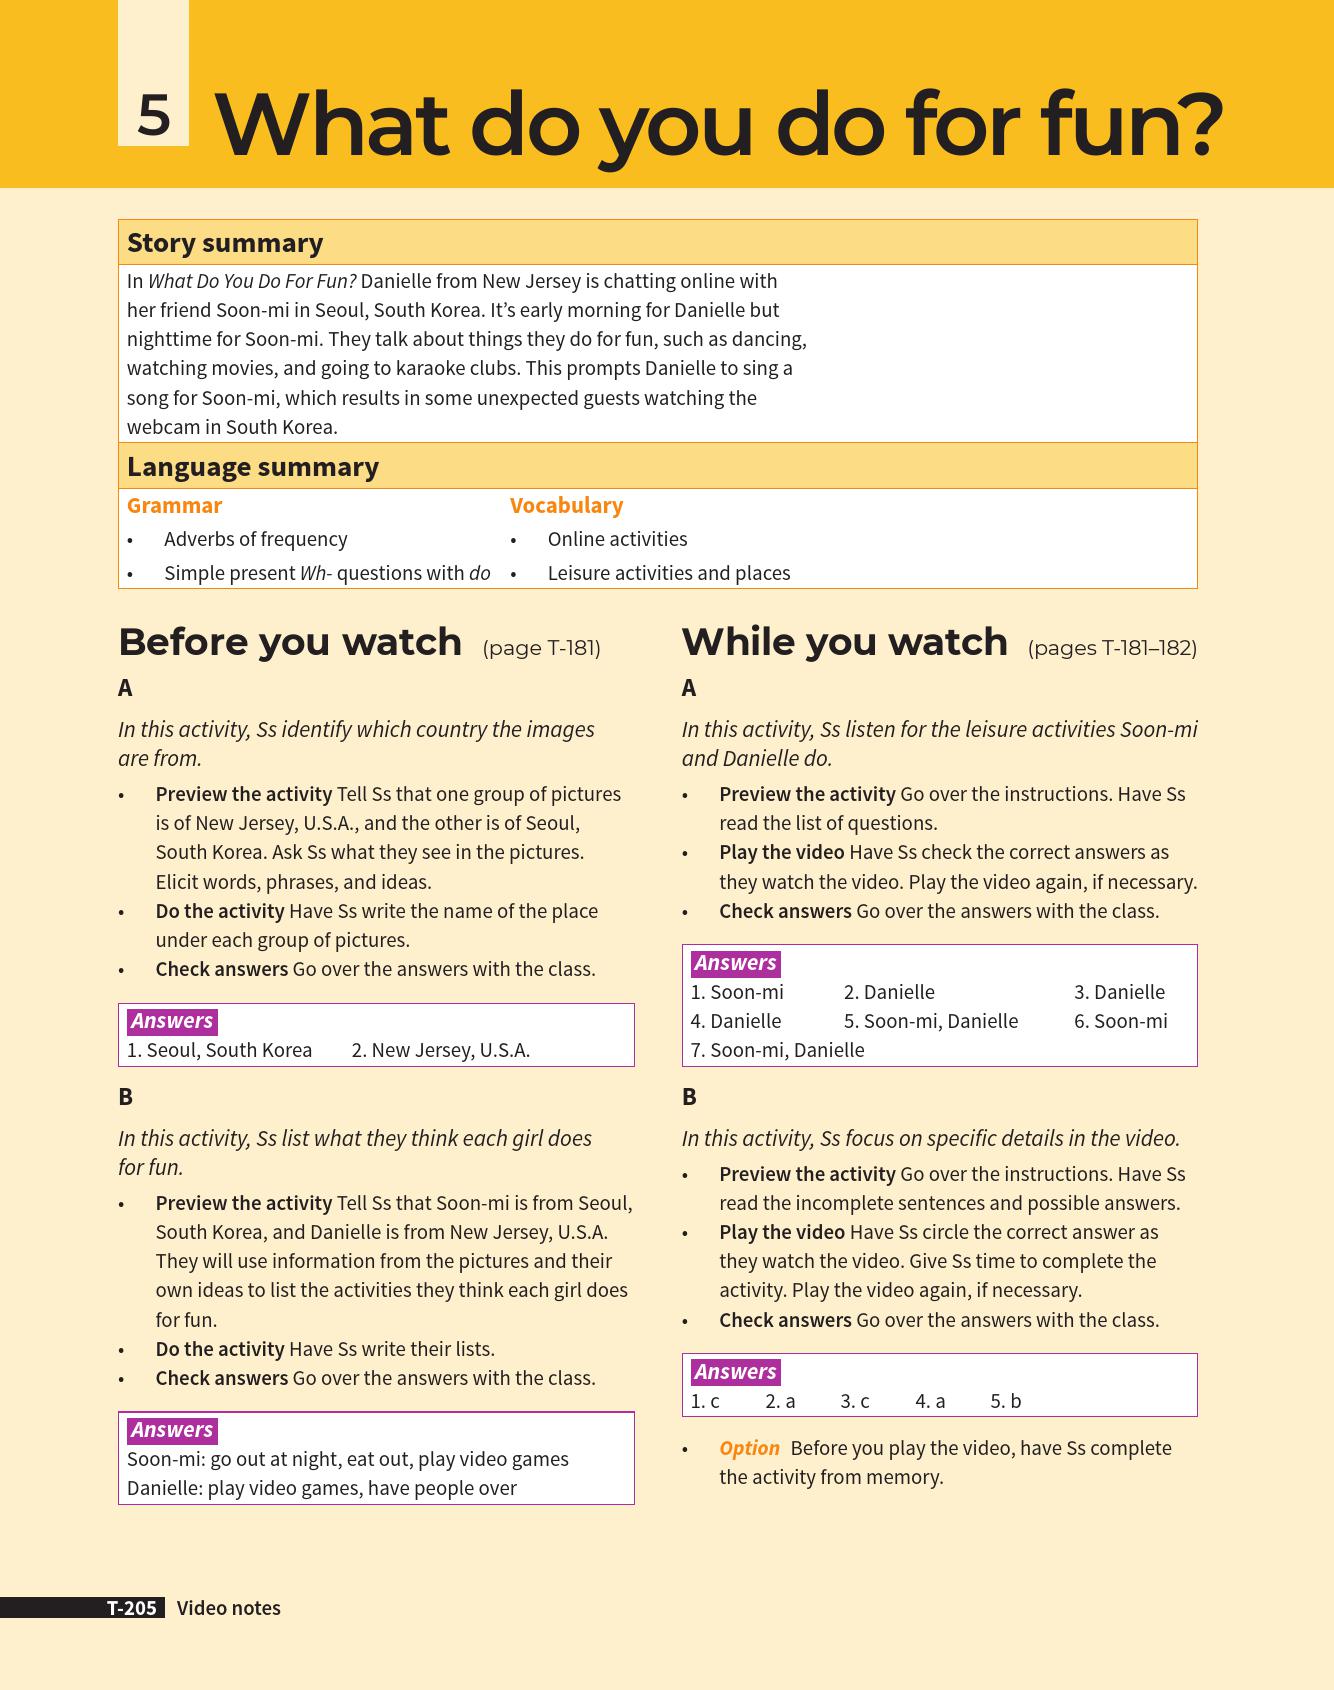 5 What do you do for fun?
Story summary
In What Do You Do For Fun? Danielle from New Jersey is chatting online with
her friend Soon-mi in Seoul, South Korea. It’s early morning for Danielle but
nighttime for Soon-mi. They talk about things they do for fun, such as dancing,
watching movies, and going to karaoke clubs. This prompts Danielle to sing a
song for Soon-mi, which results in some unexpected guests watching the
webcam in South Korea.
Language summary
Grammar
• Adverbs of frequency
• Simple present Wh- questions with do
Vocabulary
• Online activities
• Leisure activities and places
Before you watch (page T-181)
A
In this activity, Ss identify which country the images
are from.
• Preview the activity Tell Ss that one group of pictures
is of New Jersey, U.S.A., and the other is of Seoul,
South Korea. Ask Ss what they see in the pictures.
Elicit words, phrases, and ideas.
• Do the activity Have Ss write the name of the place
under each group of pictures.
• Check answers Go over the answers with the class.
Answers
1. Seoul, South Korea 2. New Jersey, U.S.A.
B
In this activity, Ss list what they think each girl does
for fun.
• Preview the activity Tell Ss that Soon-mi is from Seoul,
South Korea, and Danielle is from New Jersey, U.S.A.
They will use information from the pictures and their
own ideas to list the activities they think each girl does
for fun.
• Do the activity Have Ss write their lists.
• Check answers Go over the answers with the class.
Answers
Soon-mi: go out at night, eat out, play video games
Danielle: play video games, have people over
While you watch (pages T-181–182)
A
In this activity, Ss listen for the leisure activities Soon-mi
and Danielle do.
• Preview the activity Go over the instructions. Have Ss
read the list of questions.
• Play the video Have Ss check the correct answers as
they watch the video. Play the video again, if necessary.
• Check answers Go over the answers with the class.
Answers
1. Soon-mi 2. Danielle 3. Danielle
4. Danielle 5. Soon-mi, Danielle 6. Soon-mi
7. Soon-mi, Danielle
B
In this activity, Ss focus on specific details in the video.
• Preview the activity Go over the instructions. Have Ss
read the incomplete sentences and possible answers.
• Play the video Have Ss circle the correct answer as
they watch the video. Give Ss time to complete the
activity. Play the video again, if necessary.
• Check answers Go over the answers with the class.
Answers
1. c 2. a 3. c 4. a 5. b
• Option Before you play the video, have Ss complete
the activity from memory.
T-205 Video notes